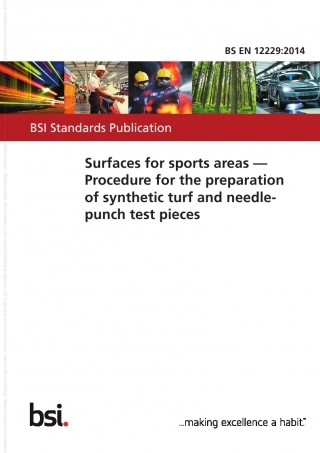 BS EN 12229:2014
BSI Standards Publication
Surfaces for sports areas —
Procedure for the preparation
of synthetic turf and needle-
punch test pieces
bsi.
...making excellence a habit.™